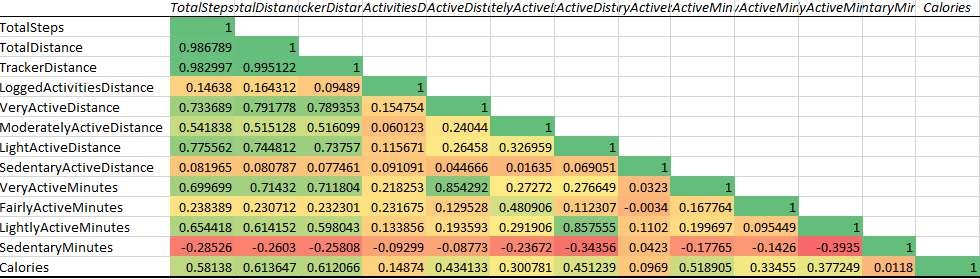 TotalSteps otalDistanc ckerDistan ActivitiesD ActiveDist telyActiveD ActiveDista ryActiveD ActiveMin yActiveMin yActiveMin ntaryMin Calories
TotalSteps 1
TotalDistance 0.986789 1
TrackerDistance 0.982997 0.995122 1
LoggedActivitiesDistance 0.14638 0.164312 0.09489 1
VeryActiveDistance 0.733689 0.791778 0.789353 0.154754 1
ModeratelyActiveDistance 0.541838 0.515128 0.516099 0.060123 0.24044 1
LightActiveDistance 0.775562 0.744812 0.73757 0.115671 0.26458 0.326959 1
SedentaryActiveDistance 0.081965 0.080787 0.077461 0.091091 0.044666 0.01635 0.069051 1
VeryActiveMinutes 0.699699 0.71432 0.711804 0.218253 0.854292 0.27272 0.276649 0.0323 1
FairlyActiveMinutes 0.238389 0.230712 0.232301 0.231675 0.129528 0.480906 0.112307 -0.0034 0.167764 1
LightlyActiveMinutes 0.654418 0.614152 0.598043 0.133856 0.193593 0.291906 0.857555 0.1102 0.199697 0.095449 1
SedentaryMinutes -0.28526 -0.2603 -0.25808 -0.09299 -0.08773 -0.23672 -0.34356 0.0423 -0.17765 -0.1426 -0.3935 1
Calories 0.58138 0.613647 0.612066 0.14874 0.434133 0.300781 0.451239 0.0969 0.518905 0.33455 0.377249 0.0118 1